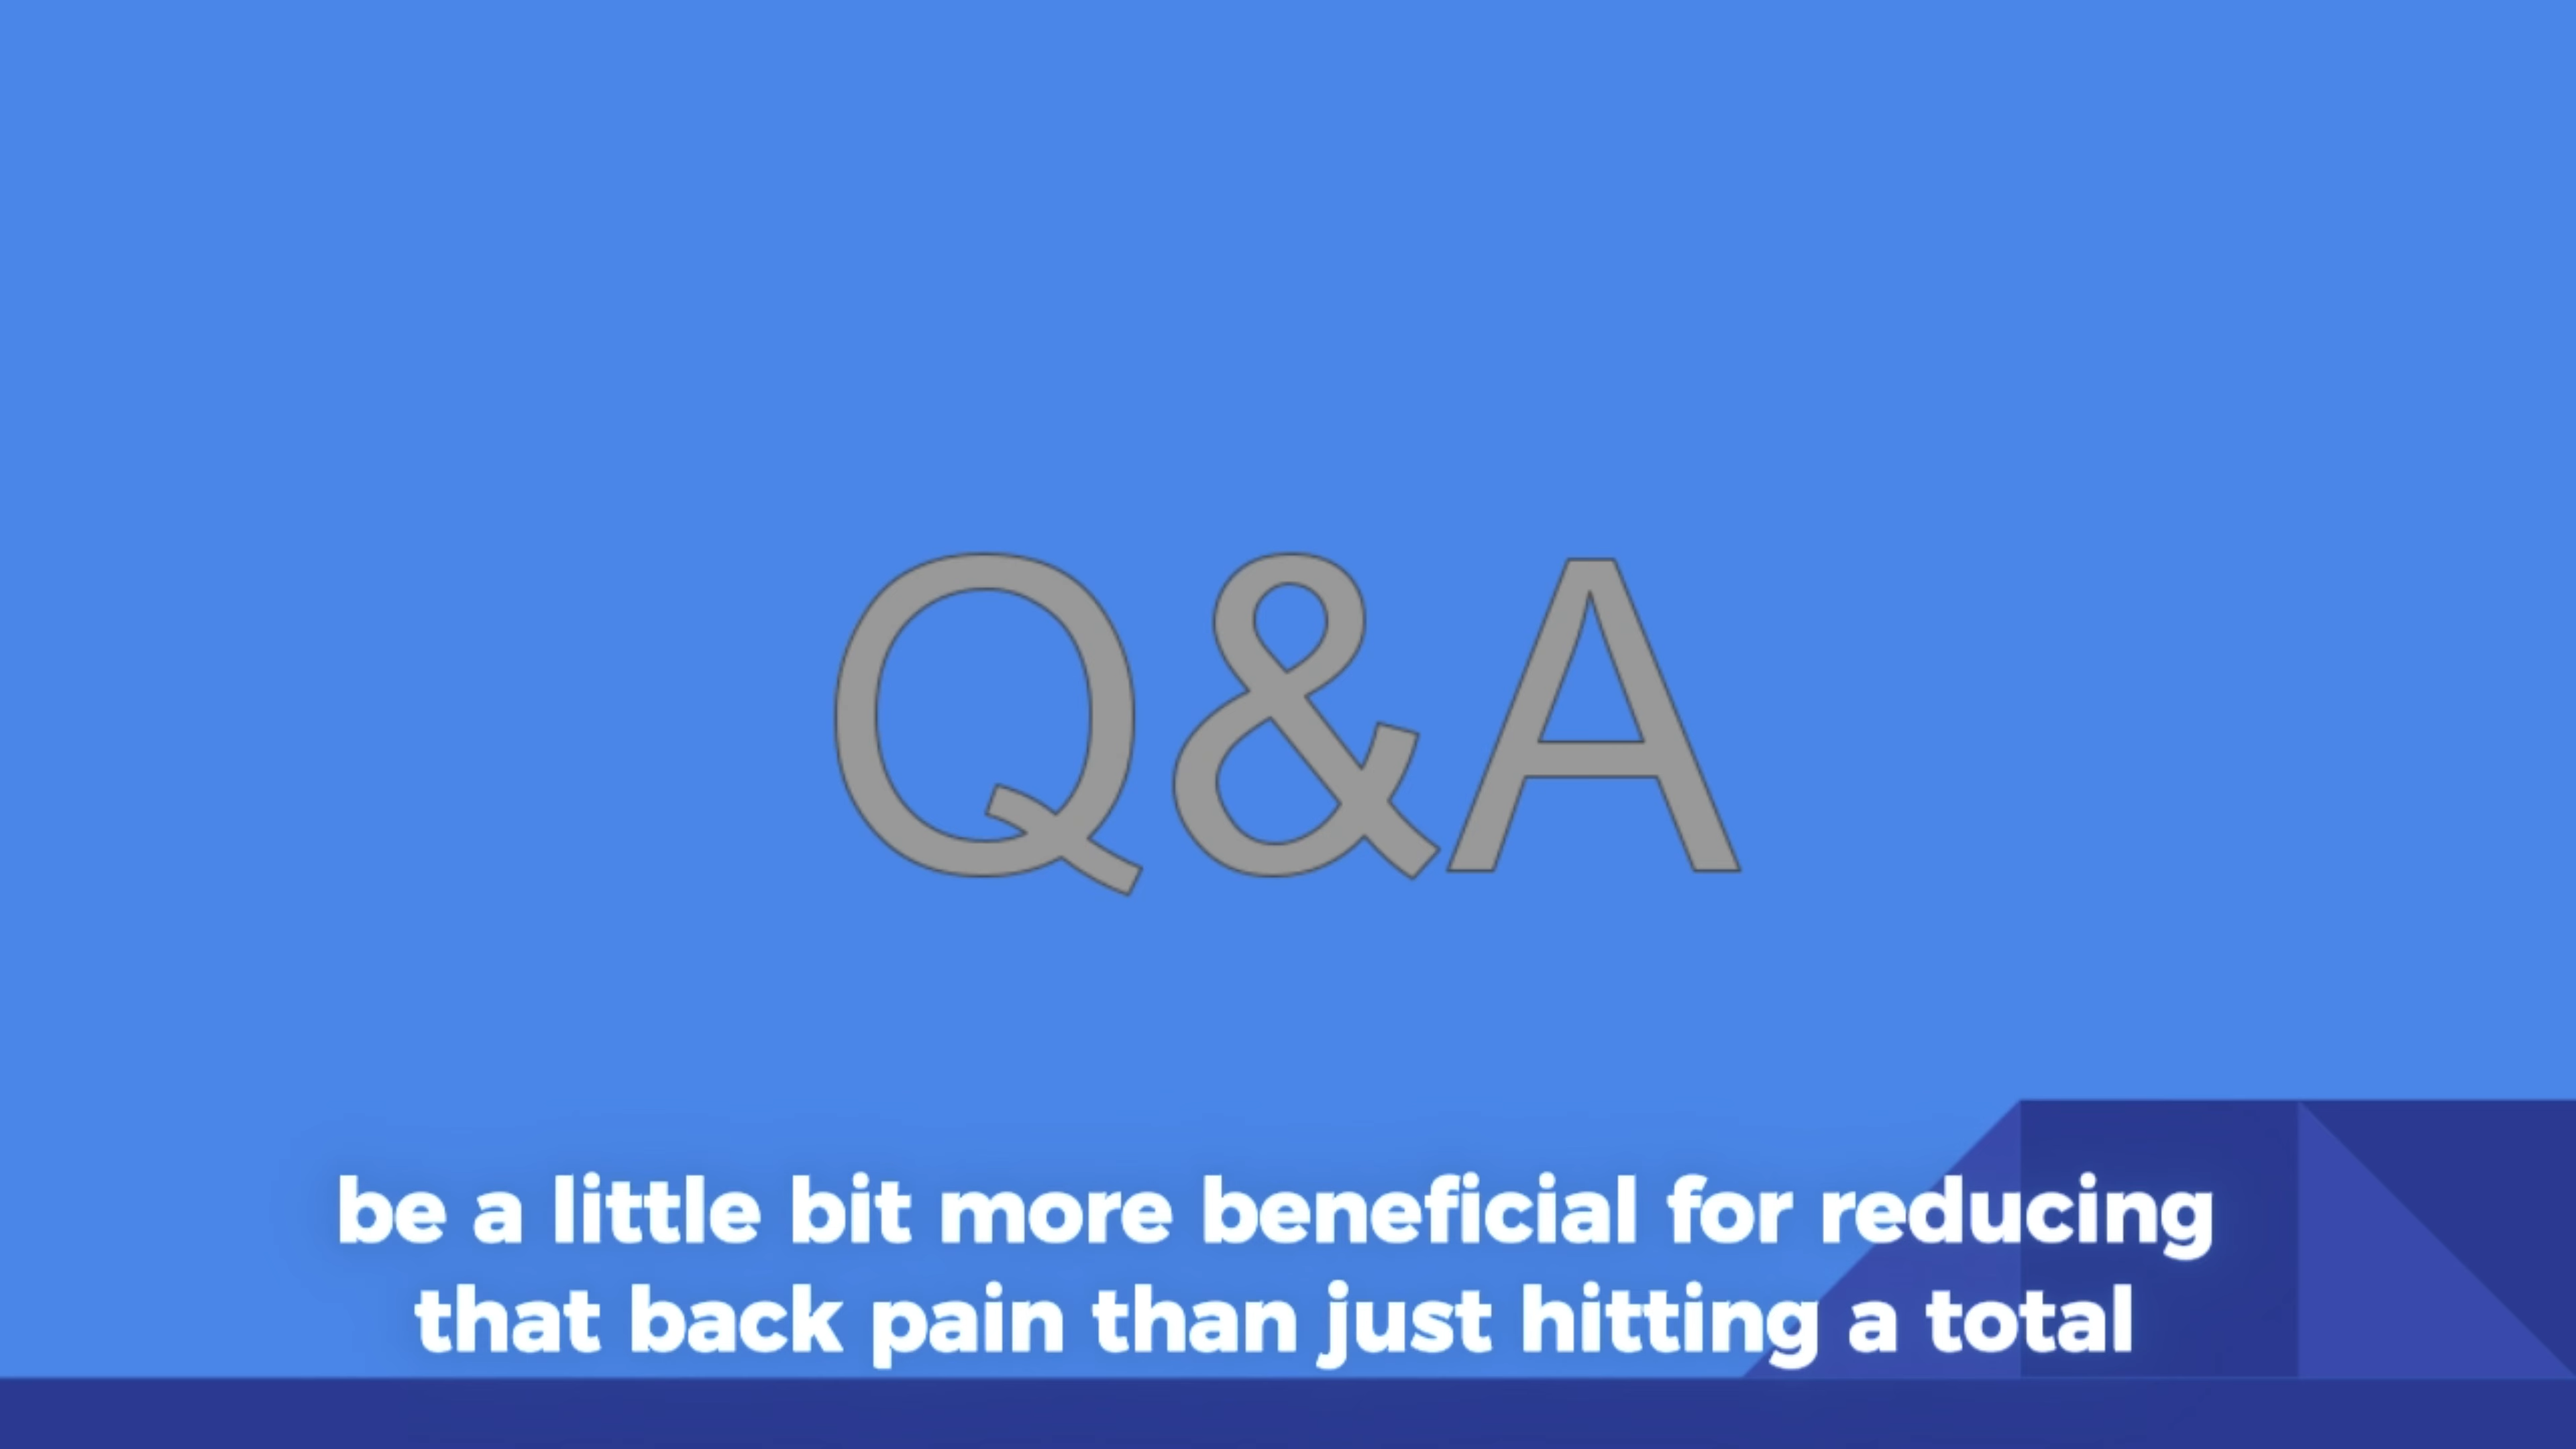 Q&A
be a little bit more beneficial for reducing
that back pain than just hitting a total